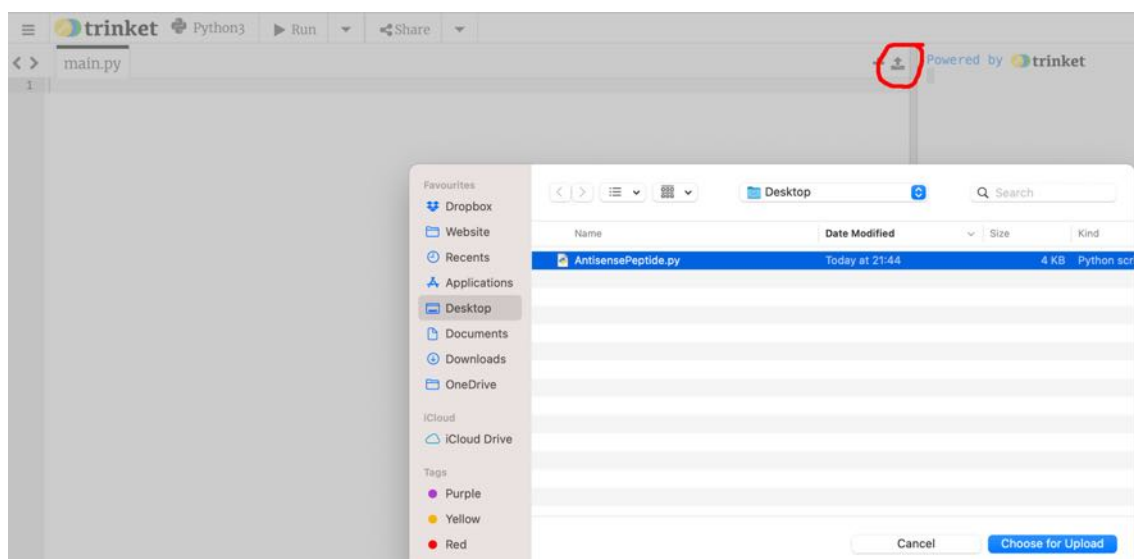 trinket Python3 Run Share
main.py
Powered by trinket
1
Favourites
Dropbox
Website
Recents
Applications
Desktop
Documents
Downloads
OneDrive
iCloud
iCloud Drive
Tags
Purple
Yellow
Red
Desktop
Search
Name Date Modified Size Kind
AntisensePeptide.py Today at 21:44 4 KB Python scr
Cancel Choose for Upload